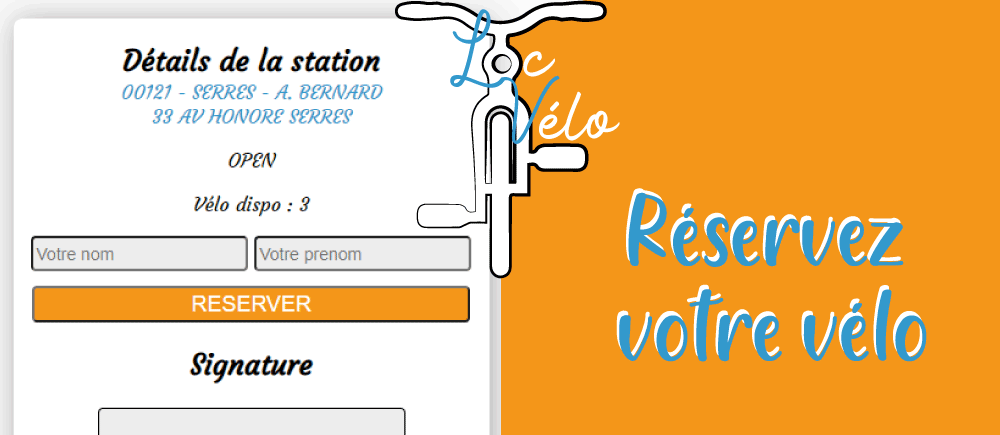 Détails de la station
00121 - SERRES - A. BERNARD
33 AV HONORE SERRES
OPEN
Vélo dispo : 3
Votre nom
Votre prenom
RESERVER
Signature
Loc
Vélo
Réservez
votre vélo